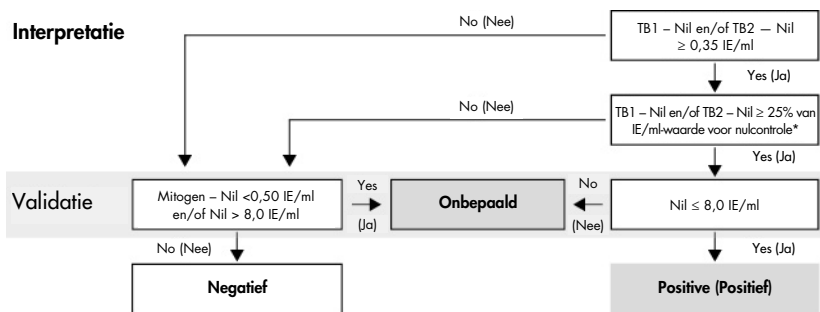 Interpretatie
No (Nee)
TB1 – Nil en/of TB2 — Nil
≥ 0,35 IE/ml
Yes (Ja)
No (Nee)
TB1 – Nil en/of TB2 – Nil ≥ 25% van
IE/ml-waarde voor nulcontrole*
Yes (Ja)
Validatie
Mitogen – Nil <0,50 IE/ml
en/of Nil > 8,0 IE/ml
Yes
(Ja)
Onbepaald
No
(Nee)
Nil ≤ 8,0 IE/ml
No (Nee)
Yes (Ja)
Negatief
Positive (Positief)